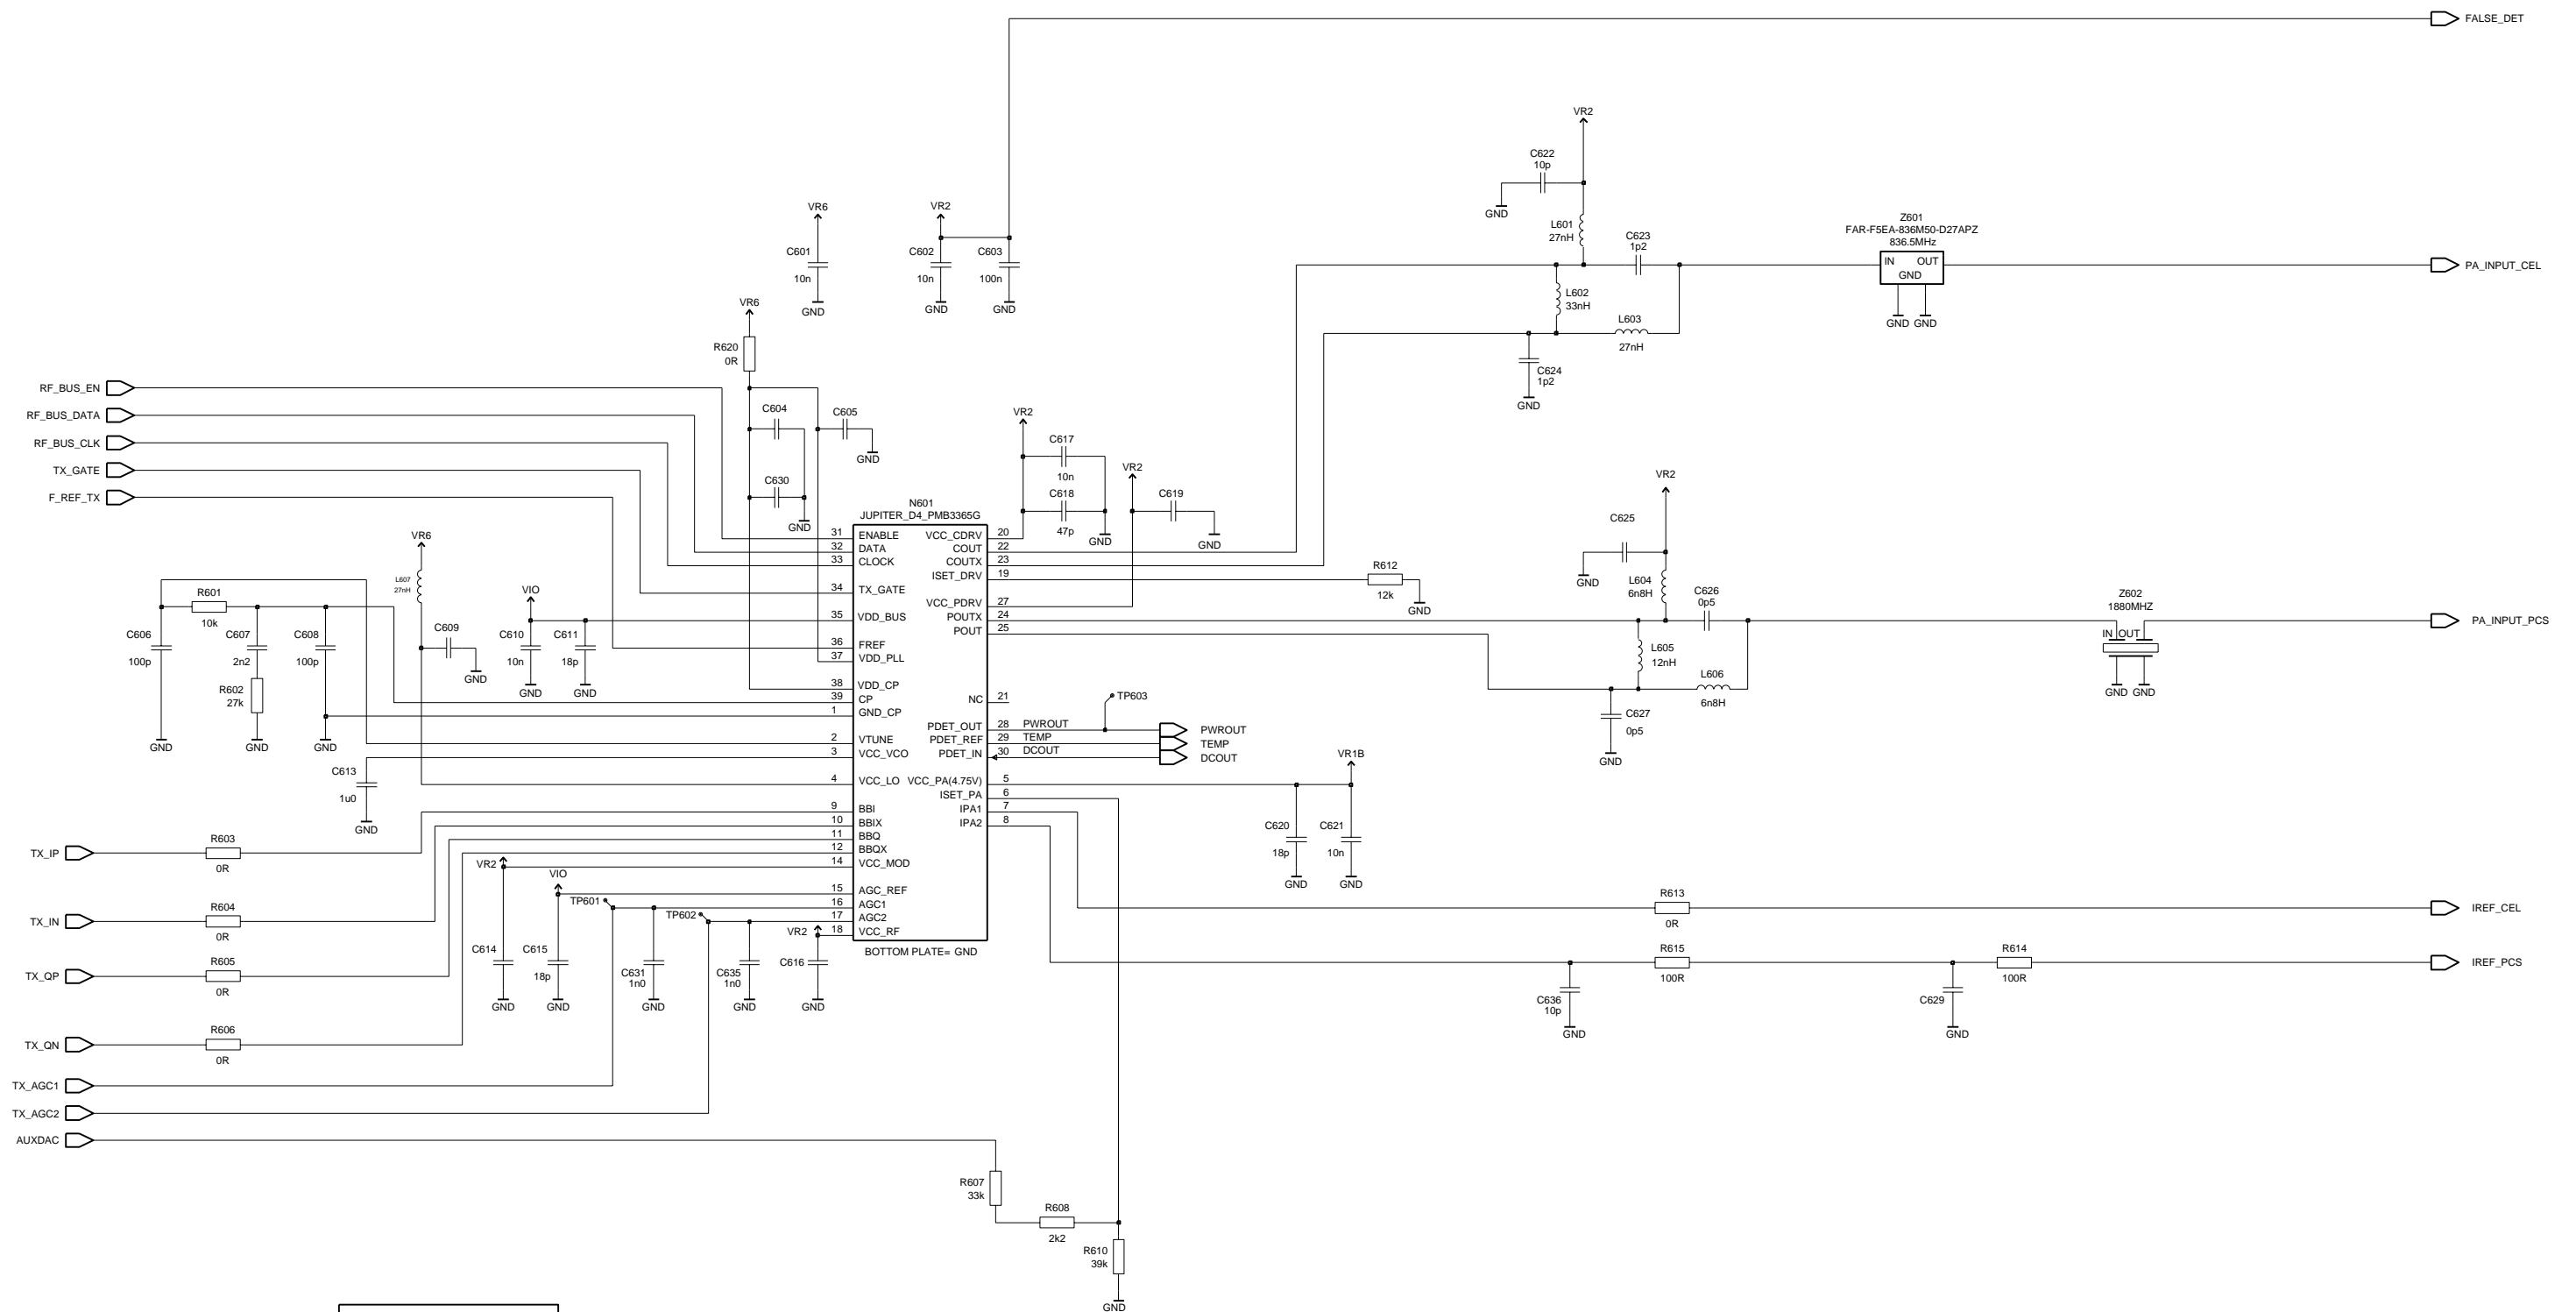 FALSE_DET
VR2
C622
10p
GND
L601
27nH
C623
1p2
Z601
FAR-F5EA-836M50-D27APZ
836.5MHz
IN OUT
GND
GND GND
PA_INPUT_CEL
L602
33nH
L603
27nH
C624
1p2
GND
VR6
C601
10n
GND
VR2
C602
10n
GND
C603
100n
GND
VR6
R620
0R
RF_BUS_EN
RF_BUS_DATA
RF_BUS_CLK
TX_GATE
F_REF_TX
C604
C605
GND
C630
GND
VR2
C617
10n
C618
47p
GND
VR2
C619
GND
N601
JUPITER_D4_PMB3365G
31 ENABLE
32 DATA
33 CLOCK
34 TX_GATE
35 VDD_BUS
36 FREF
37 VDD_PLL
38 VDD_CP
39 CP
1 GND_CP
2 VTUNE
3 VCC_VCO
4 VCC_LO
9 BBI
10 BBIX
11 BBQ
12 BBQX
14 VCC_MOD
15 AGC_REF
16 AGC1
17 AGC2
18 VCC_RF
VCC_CDRV 20
COUT 22
COUTX 23
ISET_DRV 19
VCC_PDRV 27
POUTX 24
POUT 25
NC 21
PDET_OUT 28
PDET_REF 29
PDET_IN 30
VCC_PA(4.75V) 5
ISET_PA 6
IPA1 7
IPA2 8
BOTTOM PLATE= GND
R612
12k
GND
VR2
C625
GND
L604
6n8H
C626
0p5
L605
12nH
L606
6n8H
C627
0p5
GND
Z602
1880MHZ
IN OUT
GND GND
PA_INPUT_PCS
VR6
L607
27nH
C609
GND
R601
10k
C606
100p
GND
C607
2n2
R602
27k
GND
C608
100p
GND
VIO
C610
10n
GND
C611
18p
GND
TP603
PWROUT
TEMP
DCOUT
PWROUT
TEMP
DCOUT
VR1B
C620
18p
GND
C621
10n
GND
C613
1u0
GND
TX_IP
R603
0R
TX_IN
R604
0R
TX_QP
R605
0R
TX_QN
R606
0R
VR2
C614
GND
VIO
C615
18p
GND
TP601
C631
1n0
GND
TP602
C635
1n0
GND
VR2
C616
GND
R613
0R
IREF_CEL
R615
100R
R614
100R
IREF_PCS
C636
10p
GND
C629
GND
TX_AGC1
TX_AGC2
AUXDAC
R607
33k
R608
2k2
R610
39k
GND